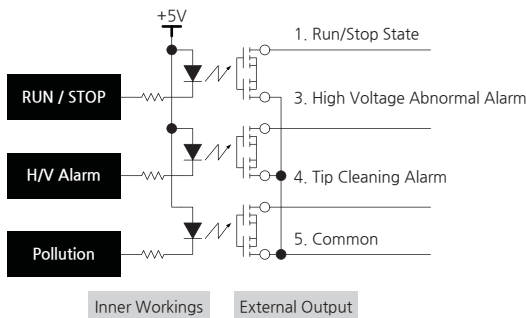 +5V
1. Run/Stop State
RUN / STOP
3. High Voltage Abnormal Alarm
H/V Alarm
4. Tip Cleaning Alarm
Pollution
5. Common
Inner Workings
External Output